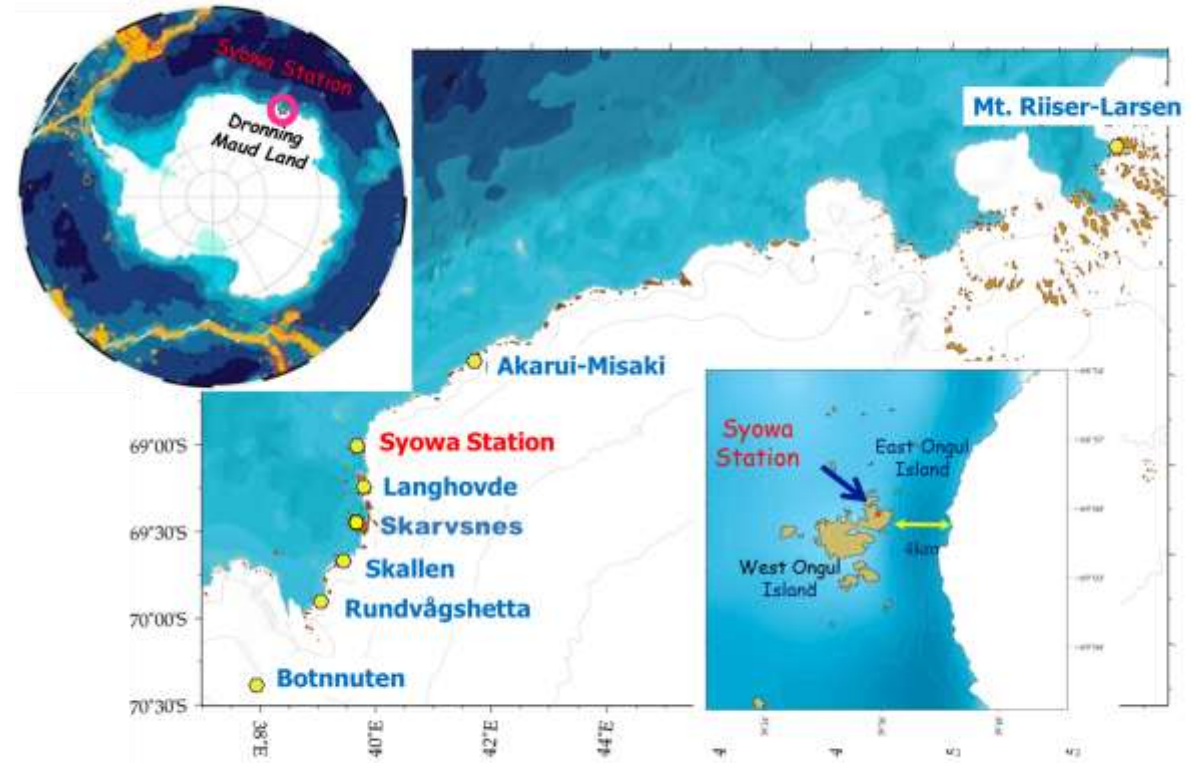 Syowa Station
Dronning
Maud Land
Mt. Riiser-Larsen
Akarui-Misaki
69°00'S
Syowa Station
Langhovde
69°30'S
Skarvsnes
Skallen
Rundvågshetta
70°00'S
Botnnuten
70°30'S
38°E
40°E
42°E
44°E
Syowa
Station
East Ongul
Island
4km
West Ongul
Island